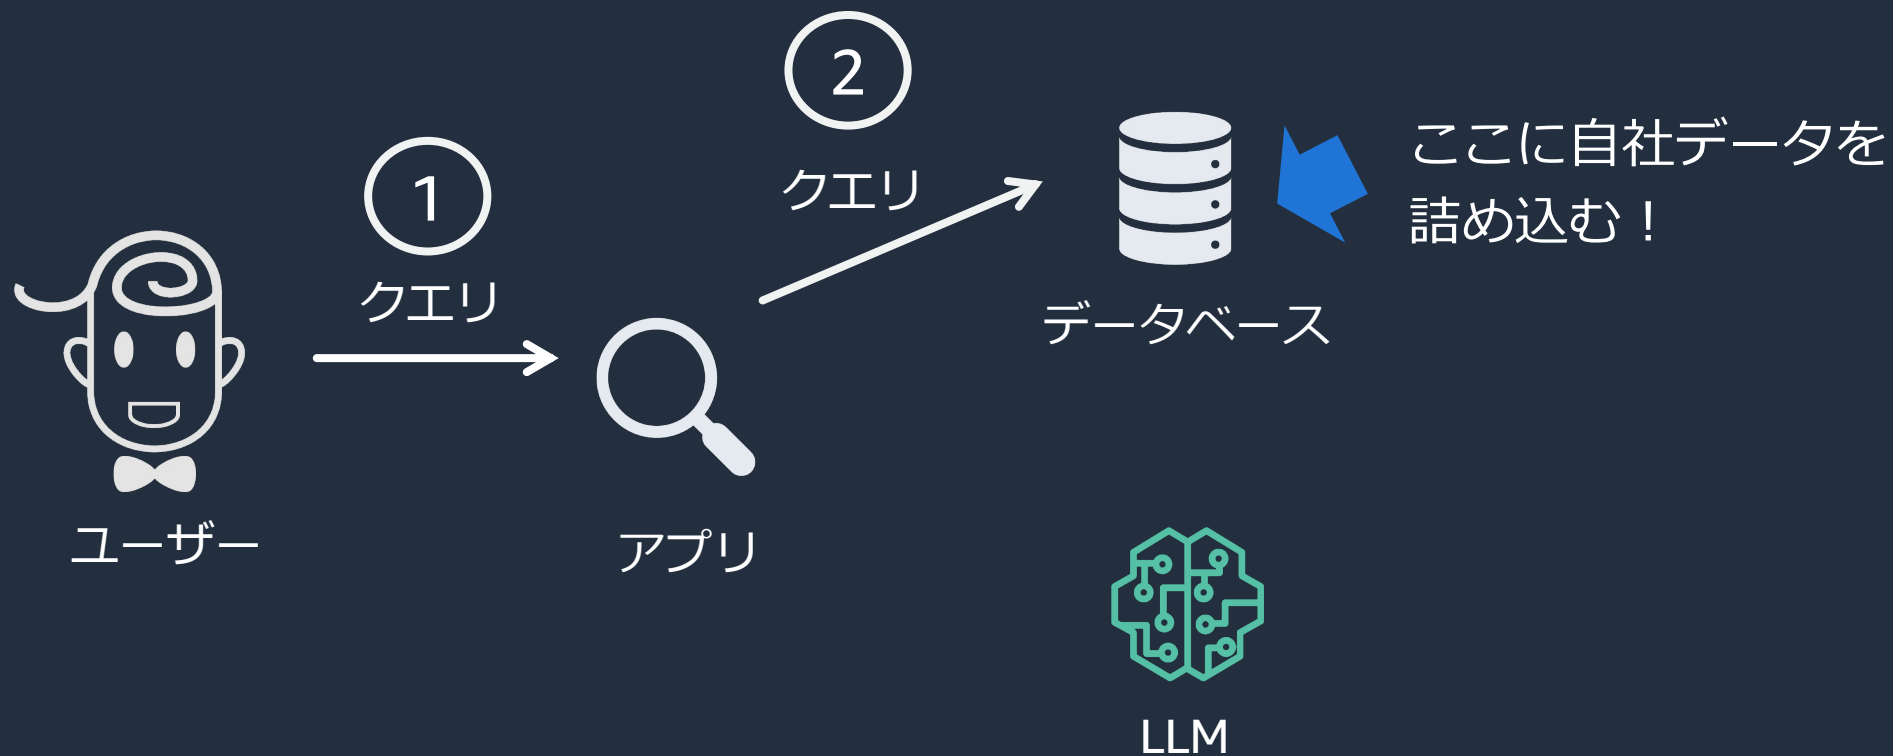 ①
クエリ
②
クエリ
ここに自社データを
詰め込む！
データベース
ユーザー
アプリ
LLM